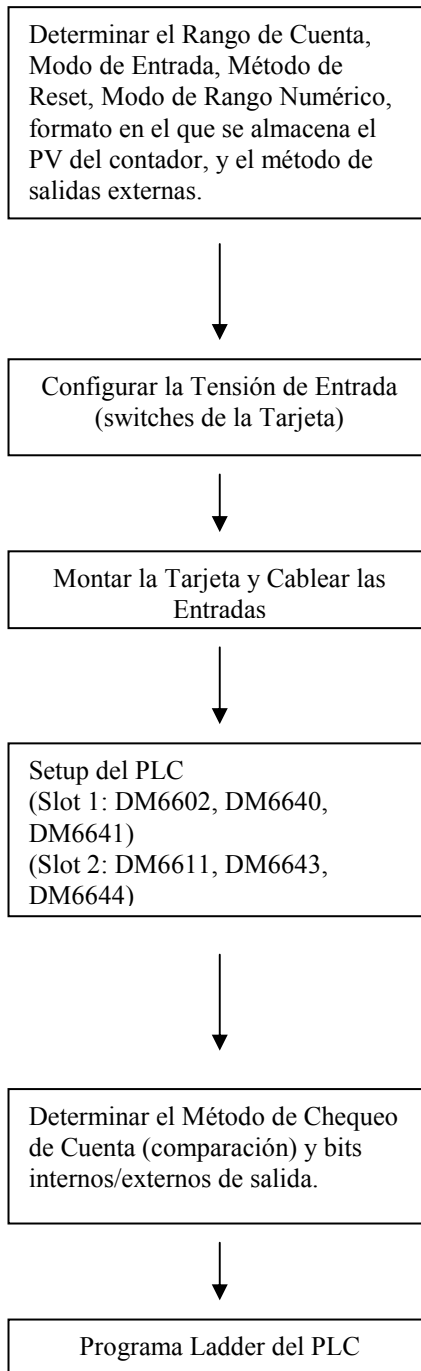 Determinar el Rango de Cuenta,
Modo de Entrada, Método de
Reset, Modo de Rango Numérico,
formato en el que se almacena el
PV del contador, y el método de
salidas externas.
Configurar la Tensión de Entrada
(switches de la Tarjeta)
Montar la Tarjeta y Cablear las
Entradas
Setup del PLC
(Slot 1: DM6602, DM6640,
DM6641)
(Slot 2: DM6611, DM6643,
DM6644)
Determinar el Método de Chequeo
de Cuenta (comparación) y bits
internos/externos de salida.
Programa Ladder del PLC